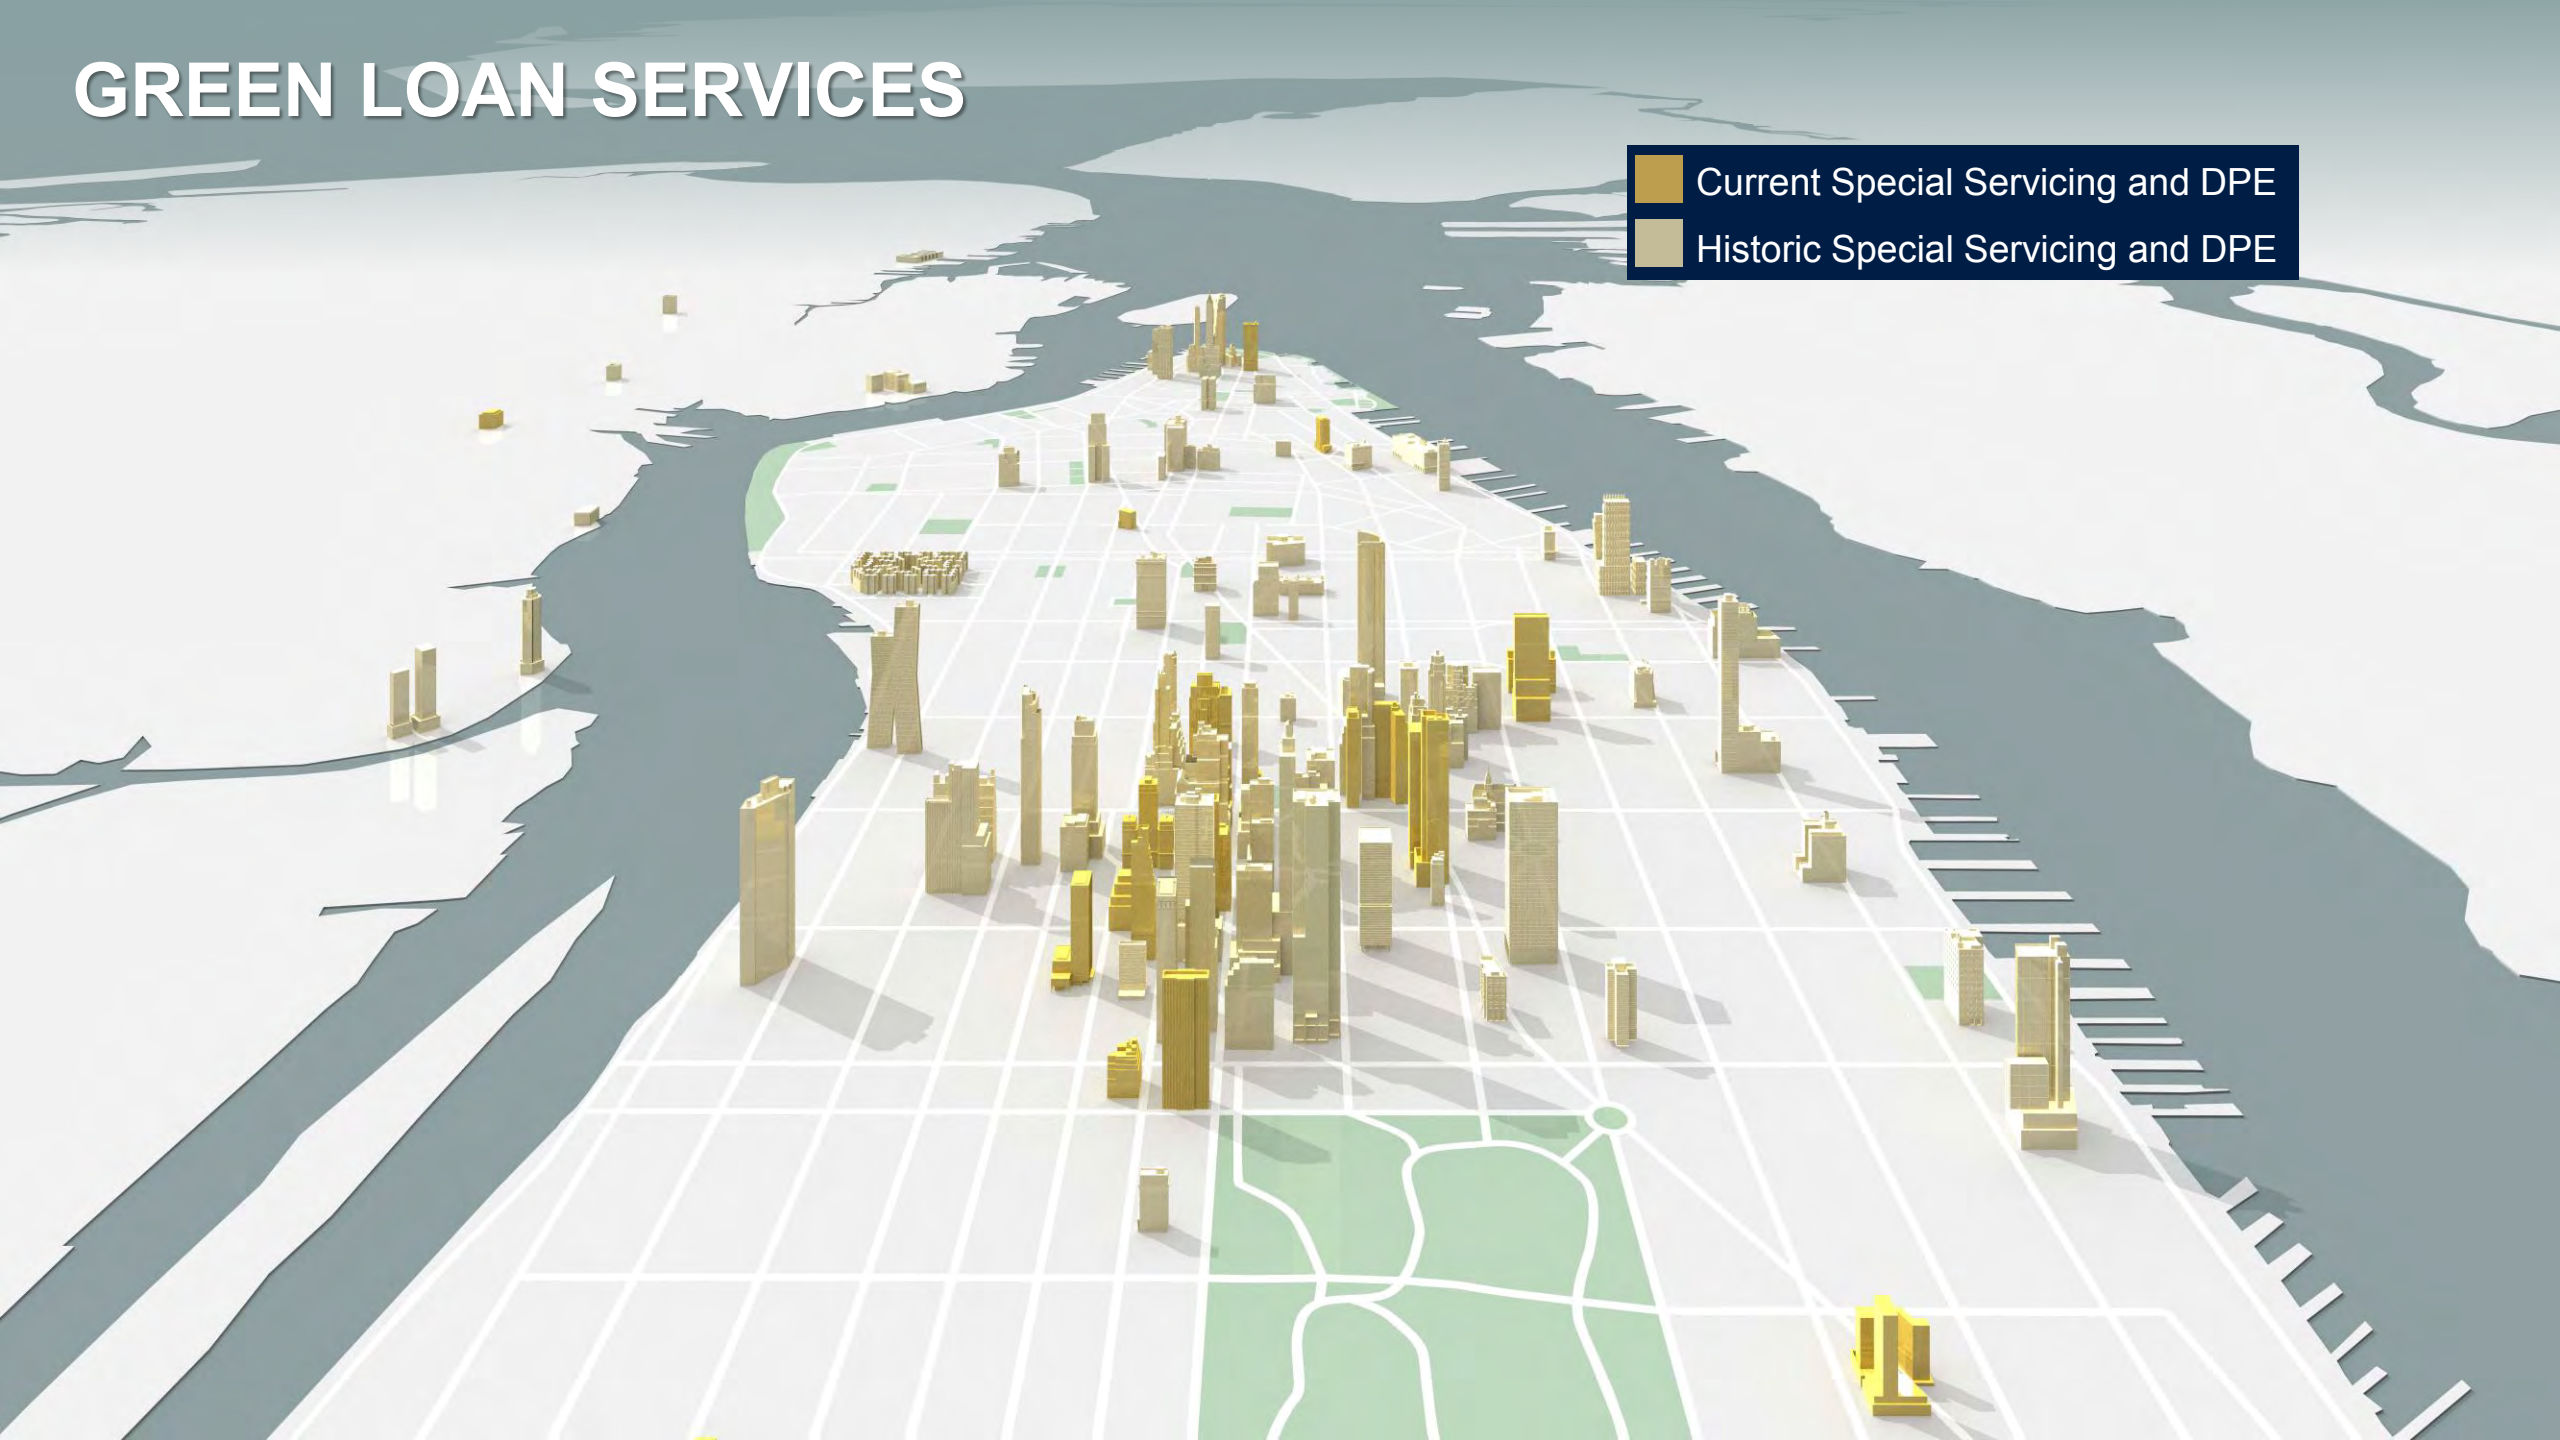 GREEN LOAN SERVICES
Current Special Servicing and DPE
Historic Special Servicing and DPE